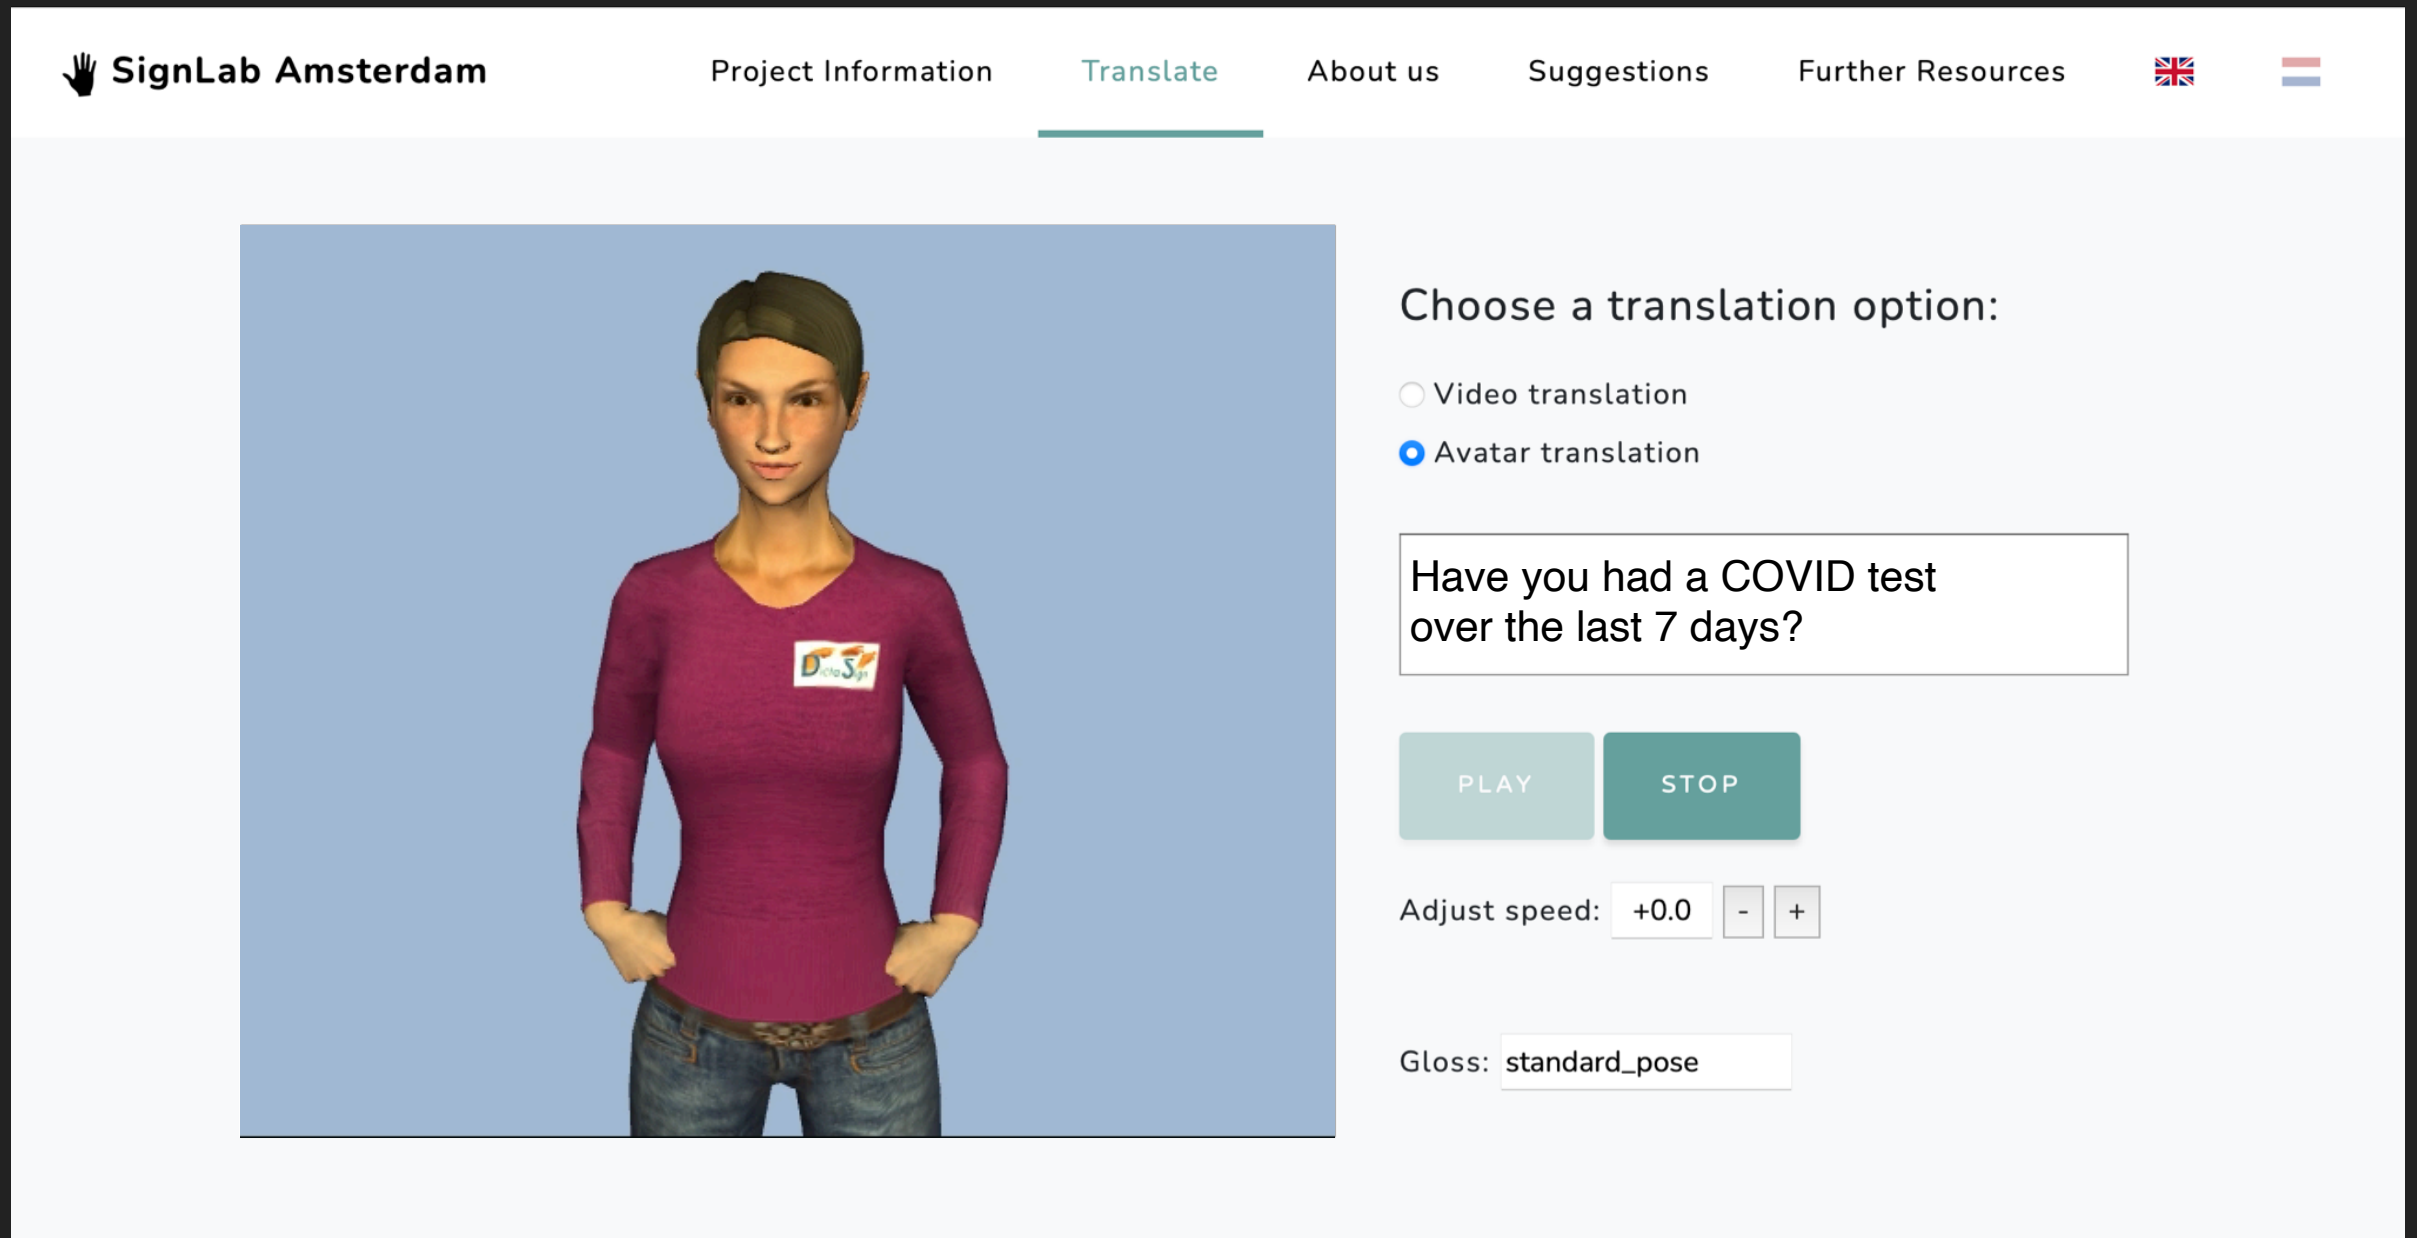 SignLab Amsterdam
Project Information
Translate
About us
Suggestions
Further Resources
DictaSign
Choose a translation option:
Video translation
Avatar translation
Have you had a COVID test
over the last 7 days?
PLAY
STOP
Adjust speed: +0.0 - +
Gloss: standard_pose